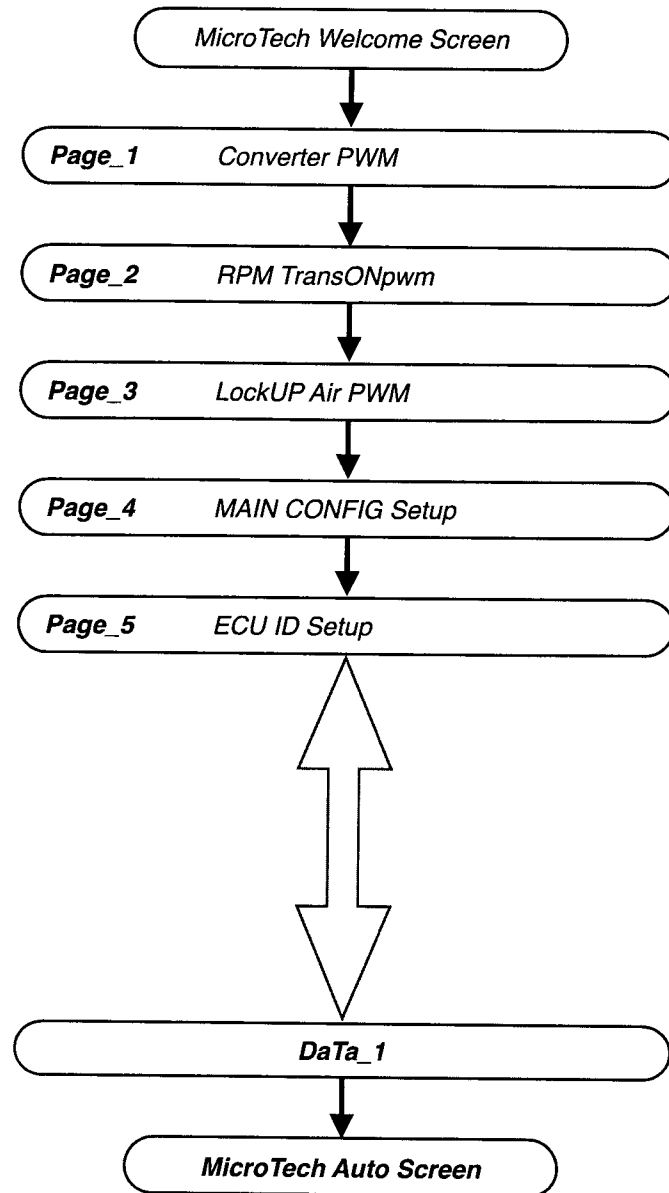 MicroTech Welcome Screen
Page_1 Converter PWM
Page_2 RPM TransONpwm
Page_3 LockUP Air PWM
Page_4 MAIN CONFIG Setup
Page_5 ECU ID Setup
DaTa_1
MicroTech Auto Screen